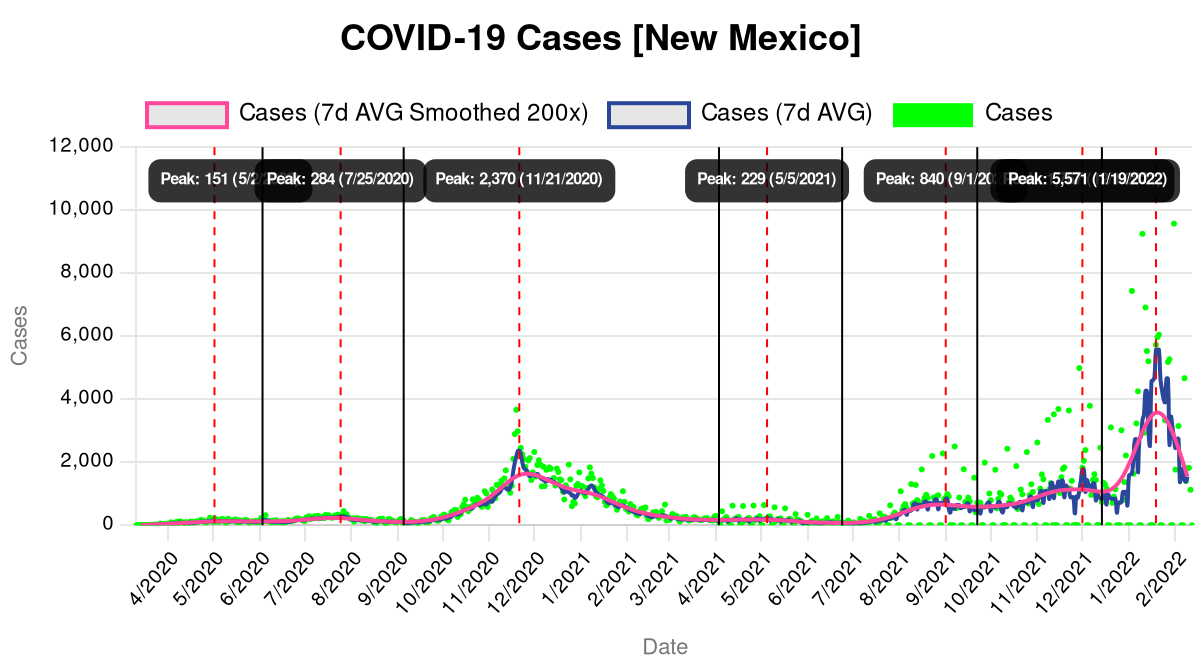 COVID-19 Cases [New Mexico]
Cases (7d AVG Smoothed 200x)
Cases (7d AVG)
Cases
12,000
10,000
8,000
6,000
4,000
2,000
0
Cases
Peak: 151
Peak: 284 (7/25/2020)
Peak: 2,370 (11/21/2020)
Peak: 229 (5/5/2021)
Peak: 840
Peak: 5,571 (1/19/2022)
4/2020
5/2020
6/2020
7/2020
8/2020
9/2020
10/2020
11/2020
12/2020
1/2021
2/2021
3/2021
4/2021
5/2021
6/2021
7/2021
8/2021
9/2021
10/2021
11/2021
12/2021
1/2022
2/2022
Date